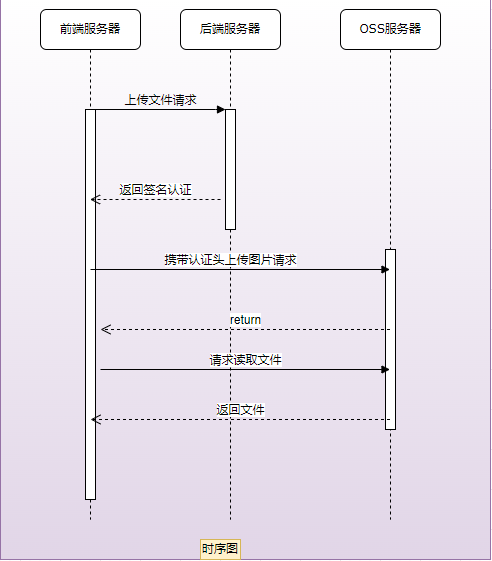 前端服务器
后端服务器
OSS服务器
上传文件请求
返回签名认证
携带认证头上传图片请求
return
请求读取文件
返回文件
时序图